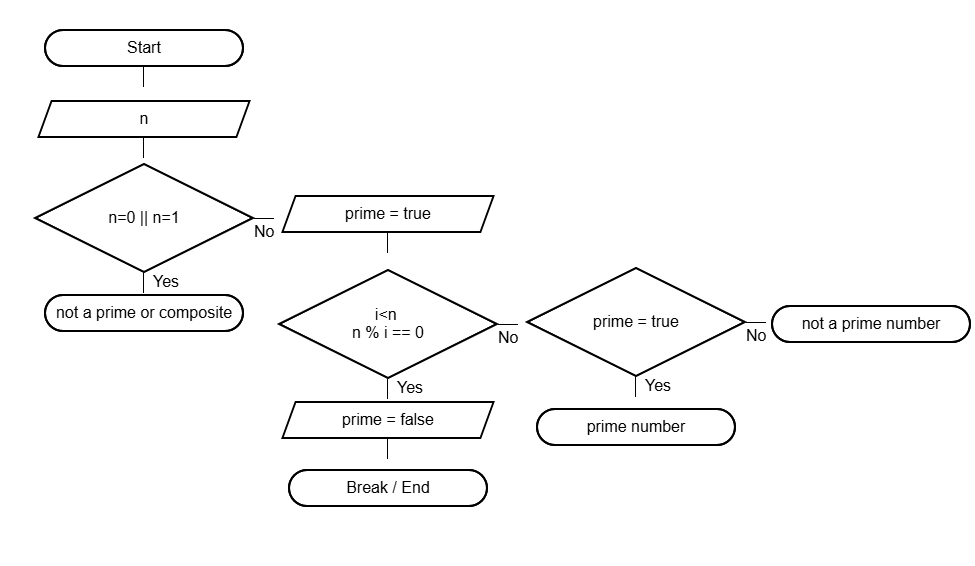 Start
n
n=0 || n=1
No
Yes
not a prime or composite
prime = true
i<n
n % i == 0
No
Yes
prime = false
Break / End
prime = true
No
Yes
not a prime number
prime number